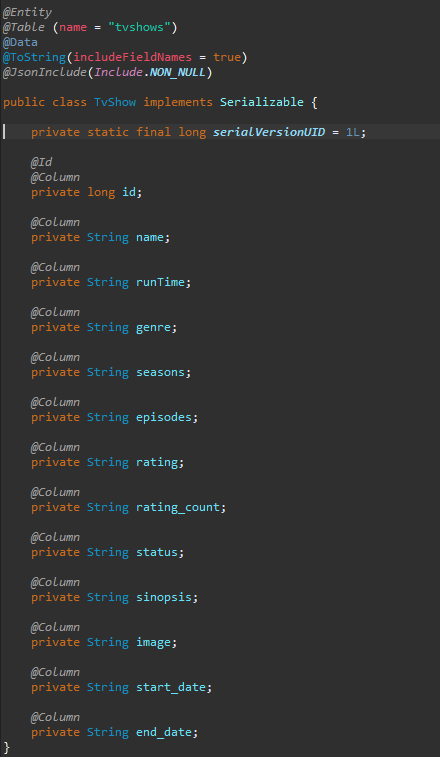 @Entity
@Table (name = "tvshows")
@Data
@ToString(includeFieldNames = true)
@JsonInclude(Include.NON_NULL)
public class TvShow implements Serializable {
private static final long serialVersionUID = 1L;
@Id
@Column
private long id;
@Column
private String name;
@Column
private String runTime;
@Column
private String genre;
@Column
private String seasons;
@Column
private String episodes;
@Column
private String rating;
@Column
private String rating_count;
@Column
private String status;
@Column
private String sinopsis;
@Column
private String image;
@Column
private String start_date;
@Column
private String end_date;
}